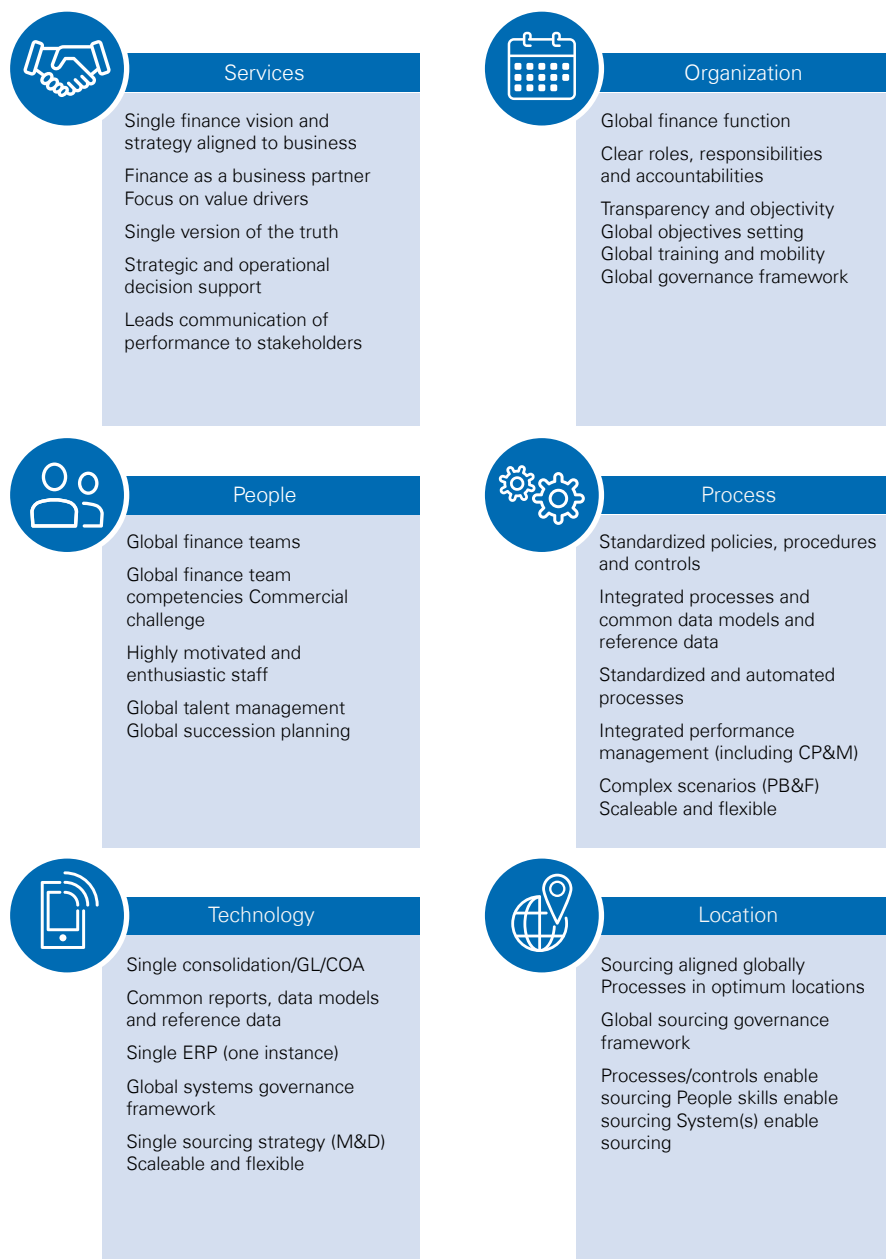 Services
Single finance vision and
strategy aligned to business
Finance as a business partner
Focus on value drivers
Single version of the truth
Strategic and operational
decision support
Leads communication of
performance to stakeholders
Organization
Global finance function
Clear roles, responsibilities
and accountabilities
Transparency and objectivity
Global objectives setting
Global training and mobility
Global governance framework
People
Global finance teams
Global finance team
competencies Commercial
challenge
Highly motivated and
enthusiastic staff
Global talent management
Global succession planning
Process
Standardized policies, procedures
and controls
Integrated processes and
common data models and
reference data
Standardized and automated
processes
Integrated performance
management (including CP&M)
Complex scenarios (PB&F)
Scaleable and flexible
Technology
Single consolidation/GL/COA
Common reports, data models
and reference data
Single ERP (one instance)
Global systems governance
framework
Single sourcing strategy (M&D)
Scaleable and flexible
Location
Sourcing aligned globally
Processes in optimum locations
Global sourcing governance
framework
Processes/controls enable
sourcing People skills enable
sourcing System(s) enable
sourcing